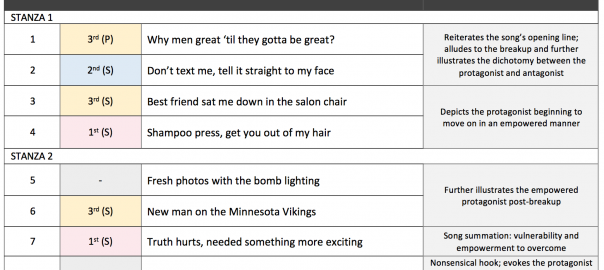 STANZA 1
1 3rd (P) Why men great ‘til they gotta be great?
Reiterates the song’s opening line;
alludes to the breakup and further
illustrates the dichotomy between the
protagonist and antagonist
2 2nd (S) Don’t text me, tell it straight to my face
3 3rd (S) Best friend sat me down in the salon chair
Depicts the protagonist beginning to
move on in an empowered manner
4 1st (S) Shampoo press, get you out of my hair
STANZA 2
5 - Fresh photos with the bomb lighting
Further illustrates the empowered
protagonist post-breakup
6 3rd (S) New man on the Minnesota Vikings
7 1st (S) Truth hurts, needed something more exciting
Song summation: vulnerability and
empowerment to overcome
Nonsensical hook; evokes the protagonist